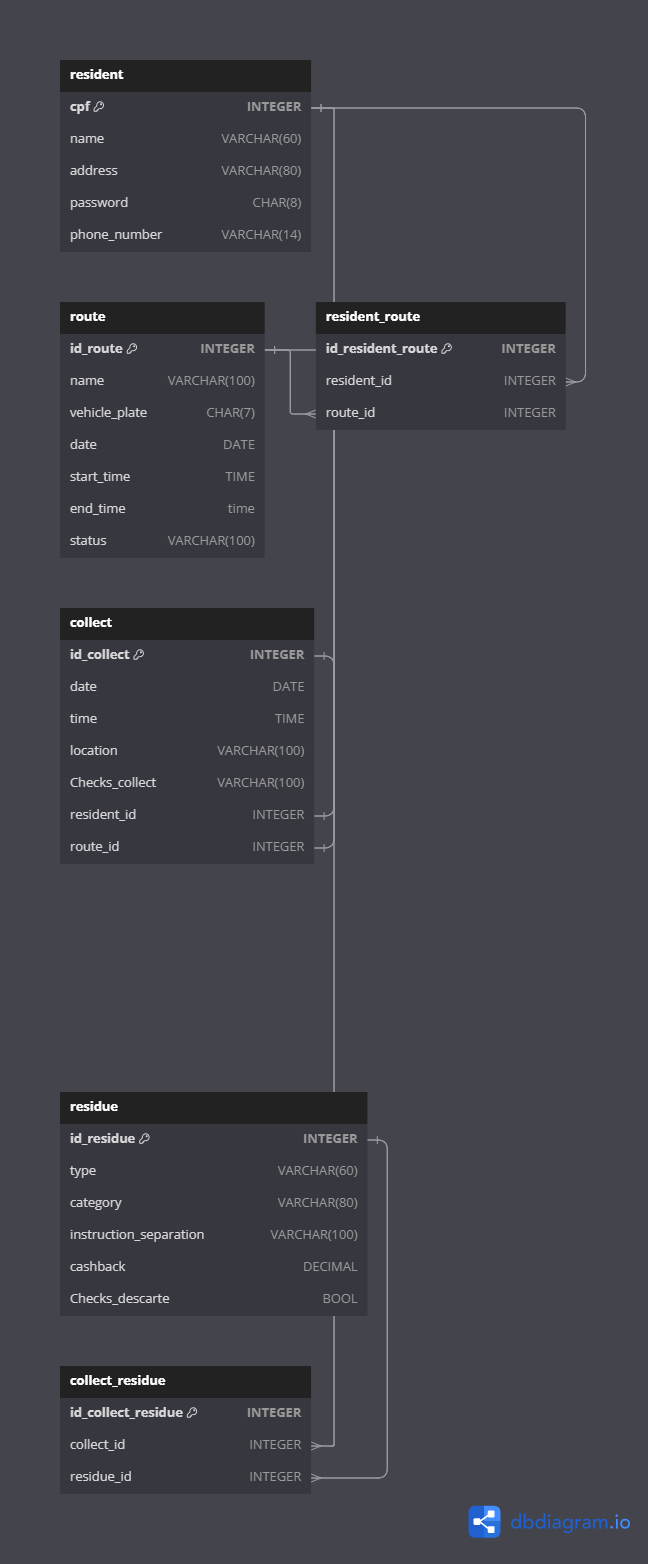 resident
cpf INTEGER
name VARCHAR(60)
address VARCHAR(80)
password CHAR(8)
phone_number VARCHAR(14)
route
id_route INTEGER
name VARCHAR(100)
vehicle_plate CHAR(7)
date DATE
start_time TIME
end_time time
status VARCHAR(100)
resident_route
id_resident_route INTEGER
resident_id INTEGER
route_id INTEGER
collect
id_collect INTEGER
date DATE
time TIME
location VARCHAR(100)
Checks_collect VARCHAR(100)
resident_id INTEGER
route_id INTEGER
residue
id_residue INTEGER
type VARCHAR(60)
category VARCHAR(80)
instruction_separation VARCHAR(100)
cashback DECIMAL
Checks_descarte BOOL
collect_residue
id_collect_residue INTEGER
collect_id INTEGER
residue_id INTEGER
dbdiagram.io